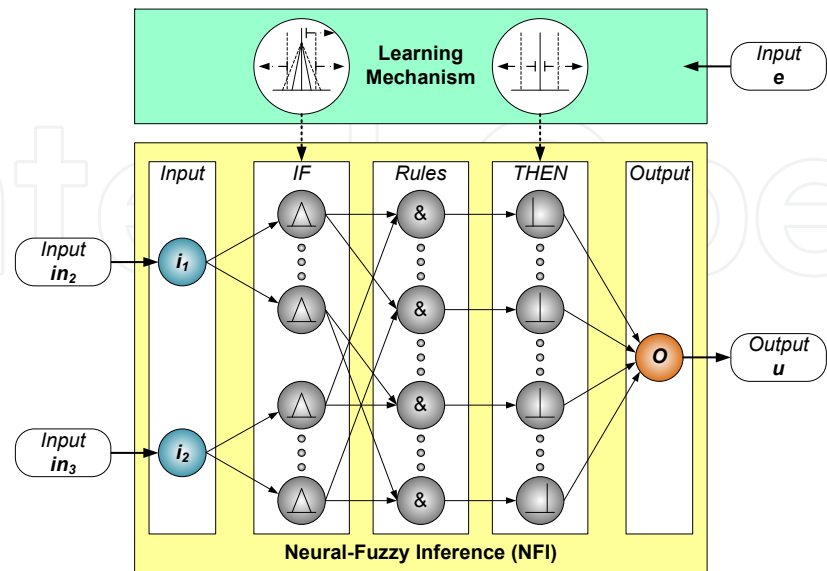 Learning
Mechanism
Input
e
Input
IF
Rules
THEN
Output
Input
in2
i1
&
&
O
Output
u
Input
in3
i2
&
&
Neural-Fuzzy Inference (NFI)